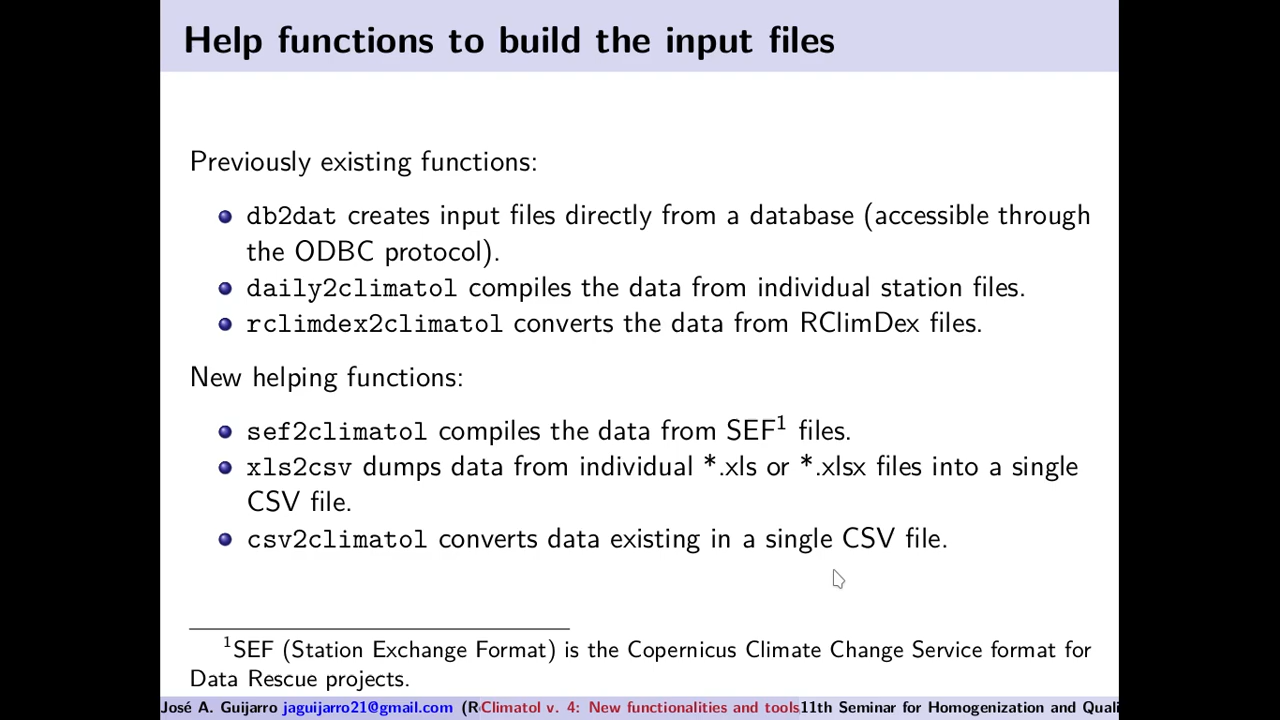 Help functions to build the input files
Previously existing functions:
db2dat creates input files directly from a database (accessible through
the ODBC protocol).
daily2climatol compiles the data from individual station files.
rclimdex2climatol converts the data from RClimDex files.
New helping functions:
sef2climatol compiles the data from SEF¹ files.
xls2csv dumps data from individual *.xls or *.xlsx files into a single
CSV file.
csv2climatol converts data existing in a single CSV file.
¹SEF (Station Exchange Format) is the Copernicus Climate Change Service format for
Data Rescue projects.
José A. Guijarro jaguijarro21@gmail.com (R Climatol v. 4: New functionalities and tools 11th Seminar for Homogenization and Quali